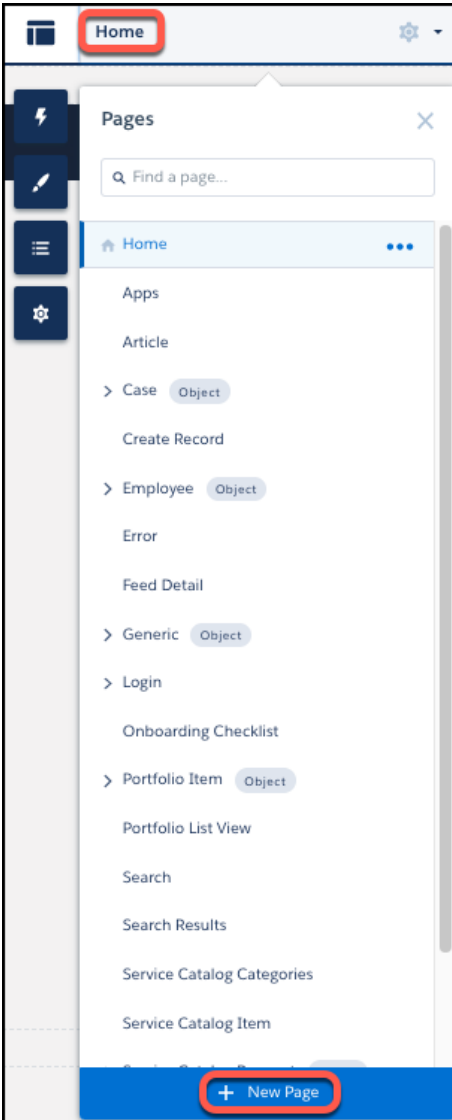 Home
Pages
Find a page...
Home
Apps
Article
Case Object
Create Record
Employee Object
Error
Feed Detail
Generic Object
Login
Onboarding Checklist
Portfolio Item Object
Portfolio List View
Search
Search Results
Service Catalog Categories
Service Catalog Item
+ New Page